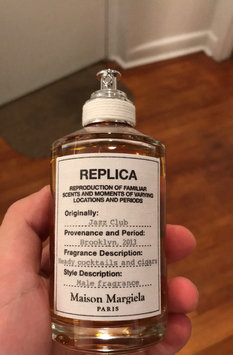 REPLICA
REPRODUCTION OF FAMILIAR
SCENTS AND MOMENTS OF VARYING
LOCATIONS AND PERIODS
Originally:
Jazz Club
Provenance and Period:
Brooklyn, 2013
Fragrance Description:
Heady cocktails and cigars
Style Description:
Male fragrance
Maison Margiela
PARIS